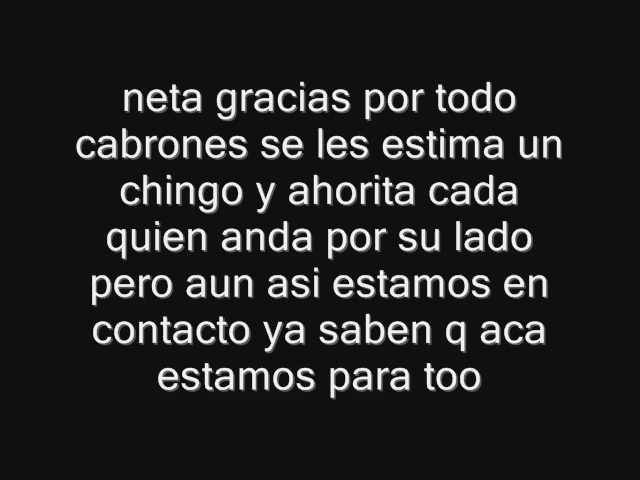 neta gracias por todo
cabrones se les estima un
chingo y ahorita cada
quien anda por su lado
pero aun asi estamos en
contacto ya saben q aca
estamos para too